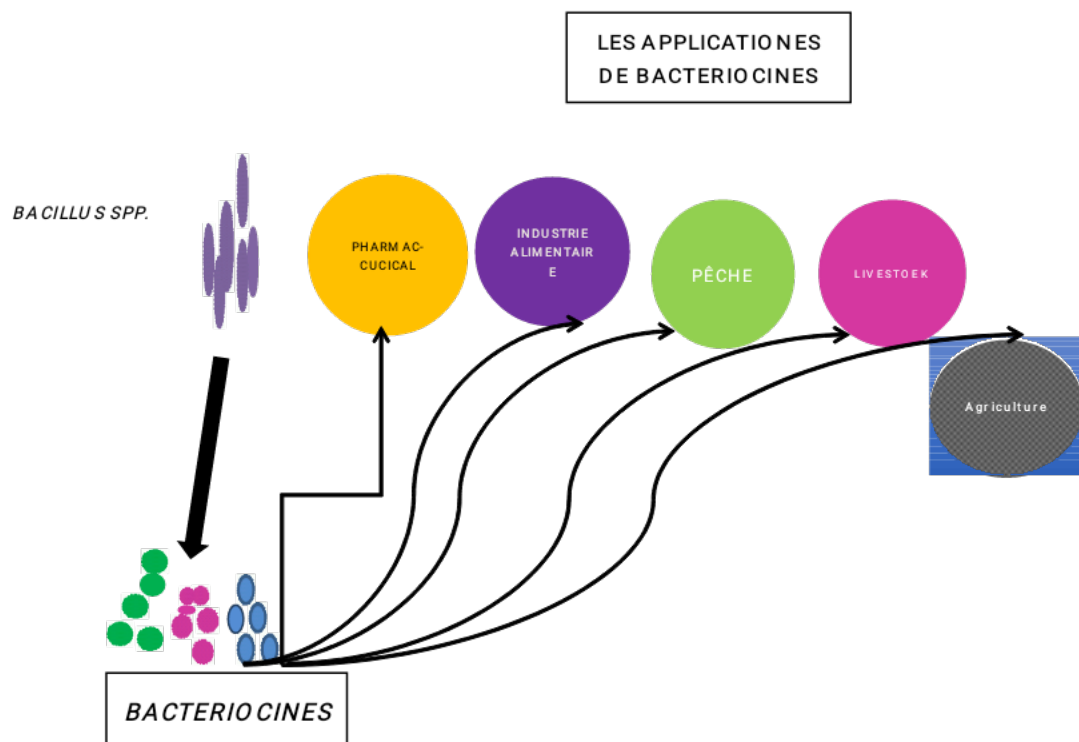 LES APPLICATIONES
DE BACTERIOCINES
BACILLUS SPP.
PHARMAC-
CUCICAL
INDUSTRIE
ALIMENTAIR
E
PÊCHE
LIVESTOEK
Agriculture
BACTERIOCINES